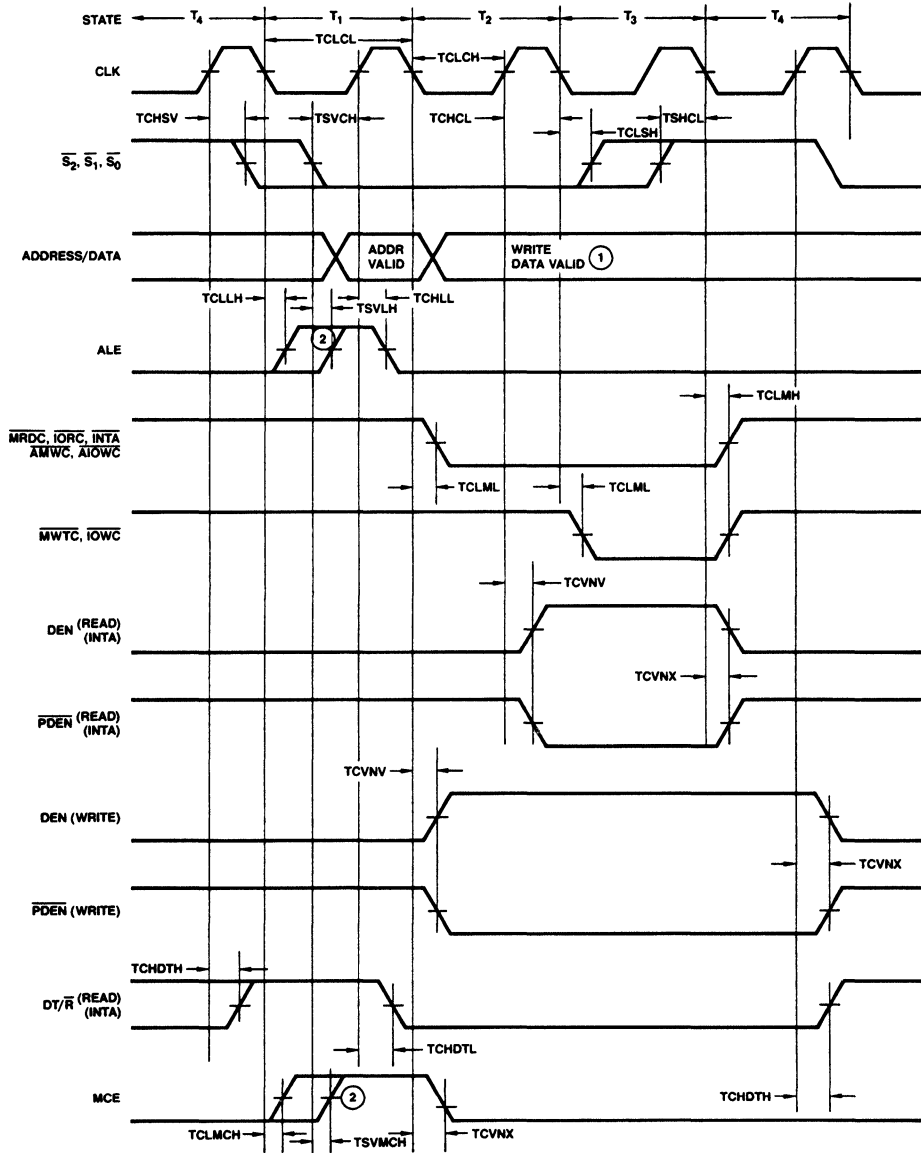 STATE T4 T1 T2 T3 T4
TCLCL
TCLCH
CLK
TCHSV TSVCH TCHCL TSHCL
TCLSH
S2, S1, S0
ADDRESS/DATA ADDR VALID WRITE DATA VALID 1
TCLLH TCHLL
TSVLH
ALE 2
TCLMH
MRDC, IORC, INTA
AMWC, AIOWC
TCLML TCLML
MWTC, IOWC
TCVNV
DEN (READ)
(INTA)
TCVNX
PDEN (READ)
(INTA)
TCVNV
DEN (WRITE)
TCVNX
PDEN (WRITE)
TCHDTH
DT/R (READ)
(INTA)
TCHDTL
MCE 2
TCHDTH
TCLMCH TSVMCH TCVNX